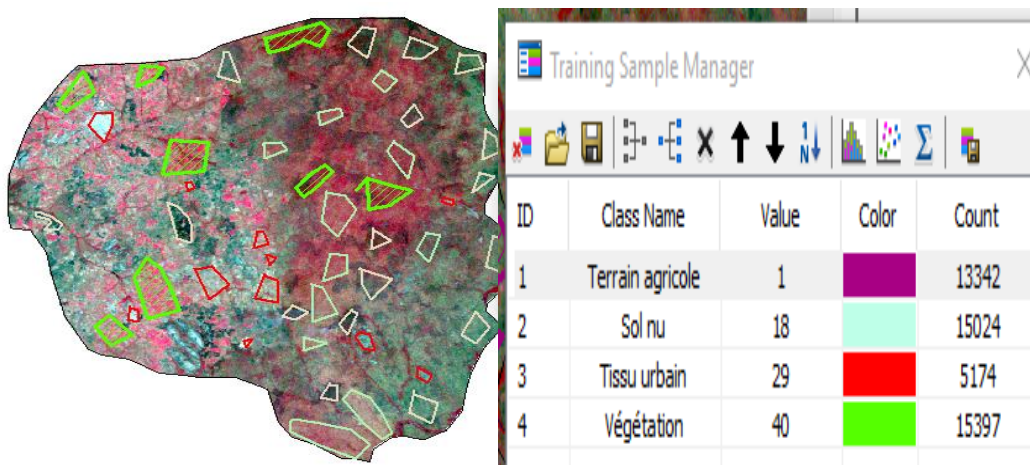 Training Sample Manager
1
N
Σ
ID Class Name Value Color Count
1 Terrain agricole 1 13342
2 Sol nu 18 15024
3 Tissu urbain 29 5174
4 Végétation 40 15397